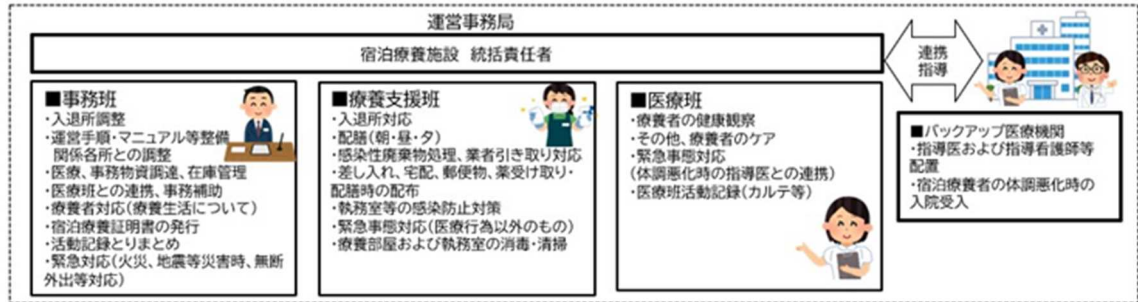 運営事務局
宿泊療養施設 統括責任者
連携
指導
■事務班
・入退所調整
・運営手順・マニュアル等整備
関係各所との調整
・医療、事務物資調達、在庫管理
・医療班との連携、事務補助
・療養者対応(療養生活について)
・宿泊療養証明書の発行
・活動記録とりまとめ
・緊急対応(火災、地震等災害時、無断
外出等対応)
■療養支援班
・入退所対応
・配膳(朝・昼・夕)
・感染性廃棄物処理、業者引き取り対応
・差し入れ、宅配、郵便物、薬受け取り・
配膳時の配布
・執務室等の感染防止対策
・緊急事態対応(医療行為以外のもの)
・療養部屋および執務室の消毒・清掃
■医療班
・療養者の健康観察
・その他、療養者のケア
・緊急事態対応
(体調悪化時の指導医との連携)
・医療班活動記録(カルテ等)
■バックアップ医療機関
・指導医および指導看護師等
配置
・宿泊療養者の体調悪化時の
入院受入